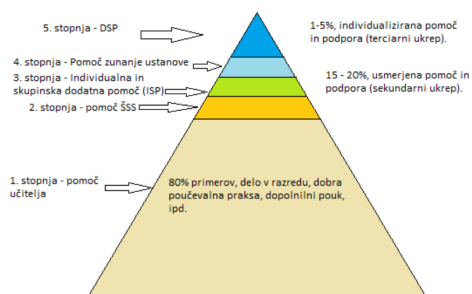 5. stopnja - DSP
1-5%, individualizirana pomoč
in podpora (terciarni ukrep).
4. stopnja - Pomoč zunanje ustanove
3. stopnja - Individualna in
skupinska dodatna pomoč (ISP)
15 - 20%, usmerjena pomoč in
podpora (sekundarni ukrep).
2. stopnja - pomoč ŠSS
1. stopnja - pomoč
učitelja
80% primerov, delo v razredu, dobra
poučevalna praksa, dopolnilni pouk,
ipd.